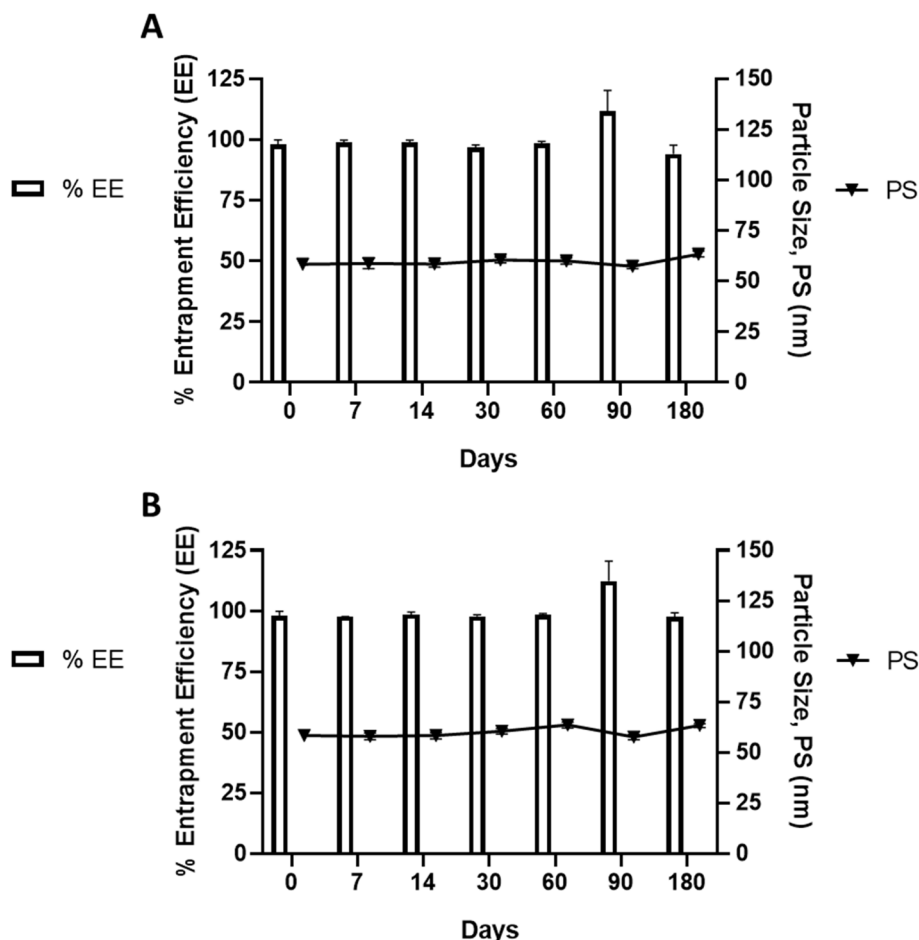 A
% Entrapment Efficiency (EE)
125
100
75
50
25
0
% EE
150
125
100
75
50
25
0
Particle Size, PS (nm)
PS
0 7 14 30 60 90 180
Days
B
% Entrapment Efficiency (EE)
125
100
75
50
25
0
% EE
150
125
100
75
50
25
0
Particle Size, PS (nm)
PS
0 7 14 30 60 90 180
Days